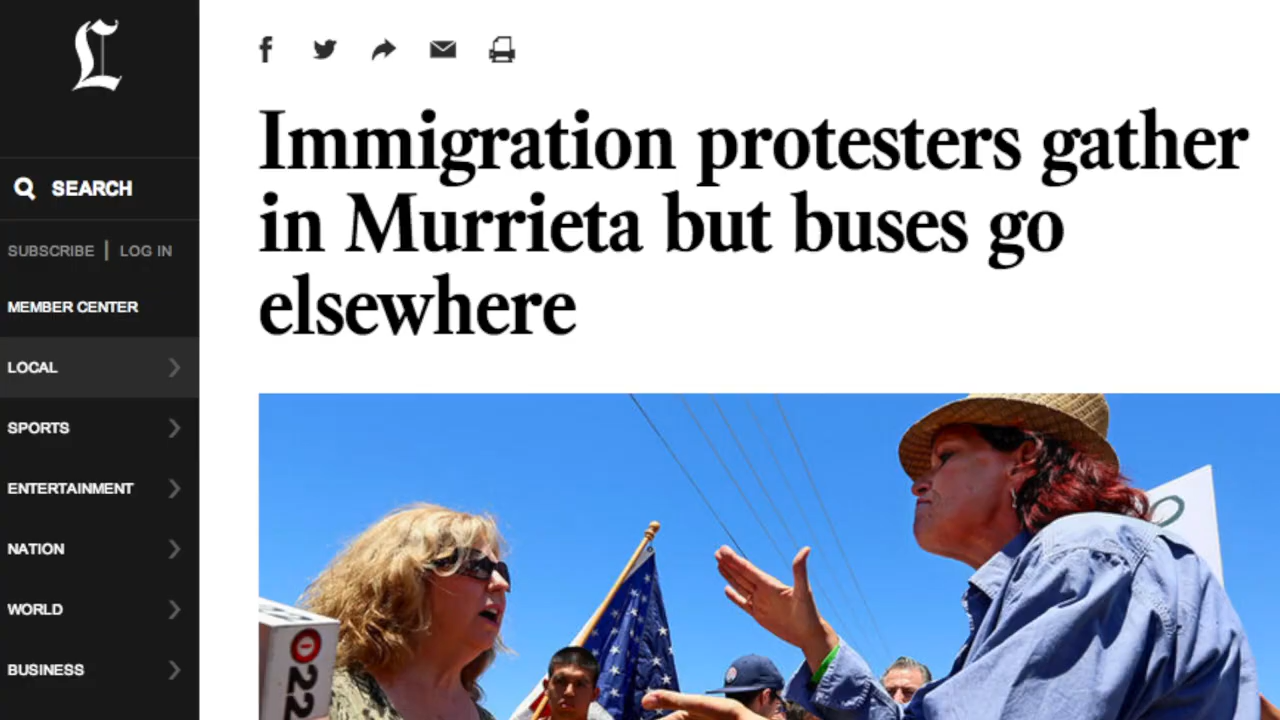 L
SEARCH
SUBSCRIBE | LOG IN
MEMBER CENTER
LOCAL
SPORTS
ENTERTAINMENT
NATION
WORLD
BUSINESS
Immigration protesters gather
in Murrieta but buses go
elsewhere
022